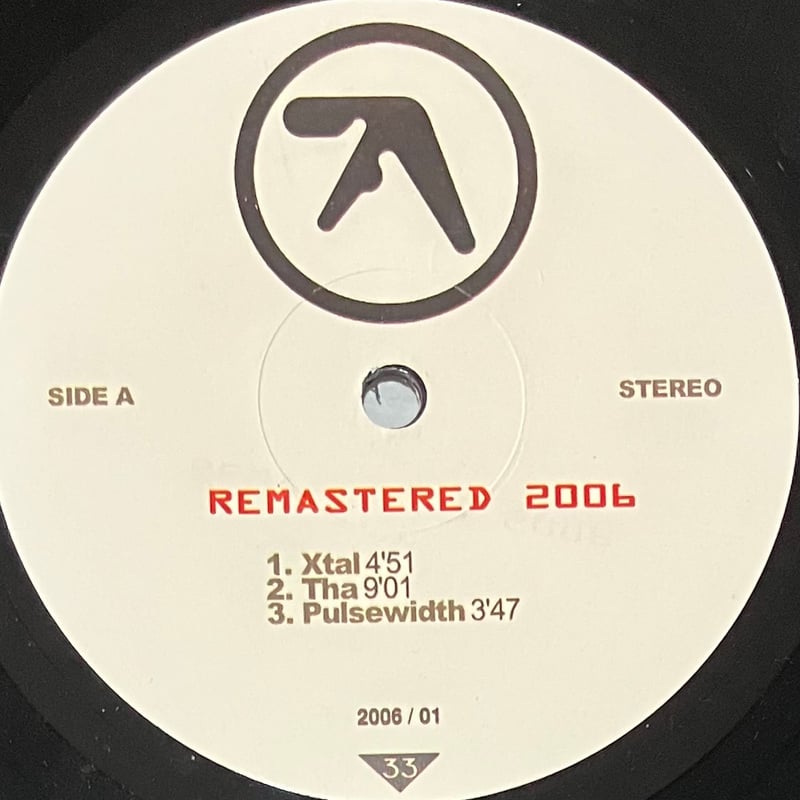 SIDE A
STEREO
REMASTERED 2006
1. Xtal 4'51
2. Tha 9'01
3. Pulsewidth 3'47
2006 / 01
33